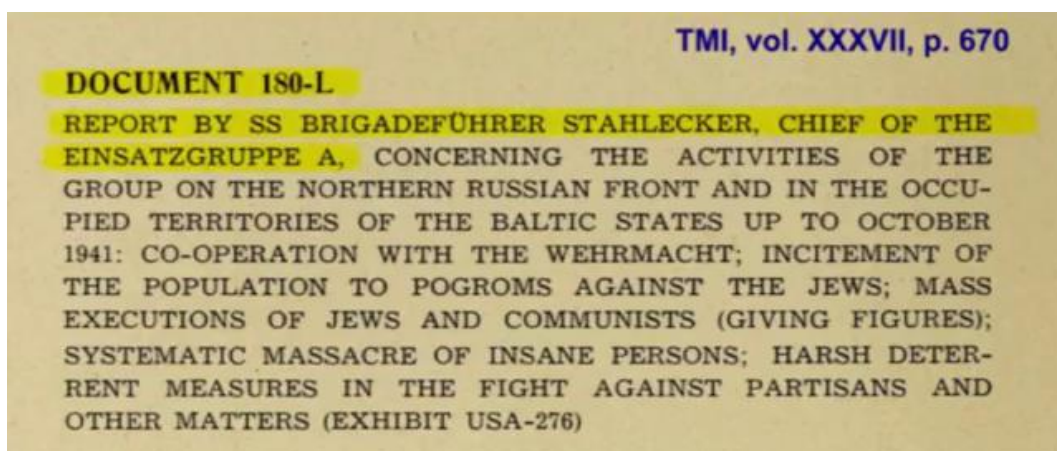 TMI, vol. XXXVII, p. 670
DOCUMENT 180-L
REPORT BY SS BRIGADEFÜHRER STAHLECKER, CHIEF OF THE
EINSATZGRUPPE A, CONCERNING THE ACTIVITIES OF THE
GROUP ON THE NORTHERN RUSSIAN FRONT AND IN THE OCCU-
PIED TERRITORIES OF THE BALTIC STATES UP TO OCTOBER
1941: CO-OPERATION WITH THE WEHRMACHT; INCITEMENT OF
THE POPULATION TO POGROMS AGAINST THE JEWS; MASS
EXECUTIONS OF JEWS AND COMMUNISTS (GIVING FIGURES);
SYSTEMATIC MASSACRE OF INSANE PERSONS; HARSH DETER-
RENT MEASURES IN THE FIGHT AGAINST PARTISANS AND
OTHER MATTERS (EXHIBIT USA-276)